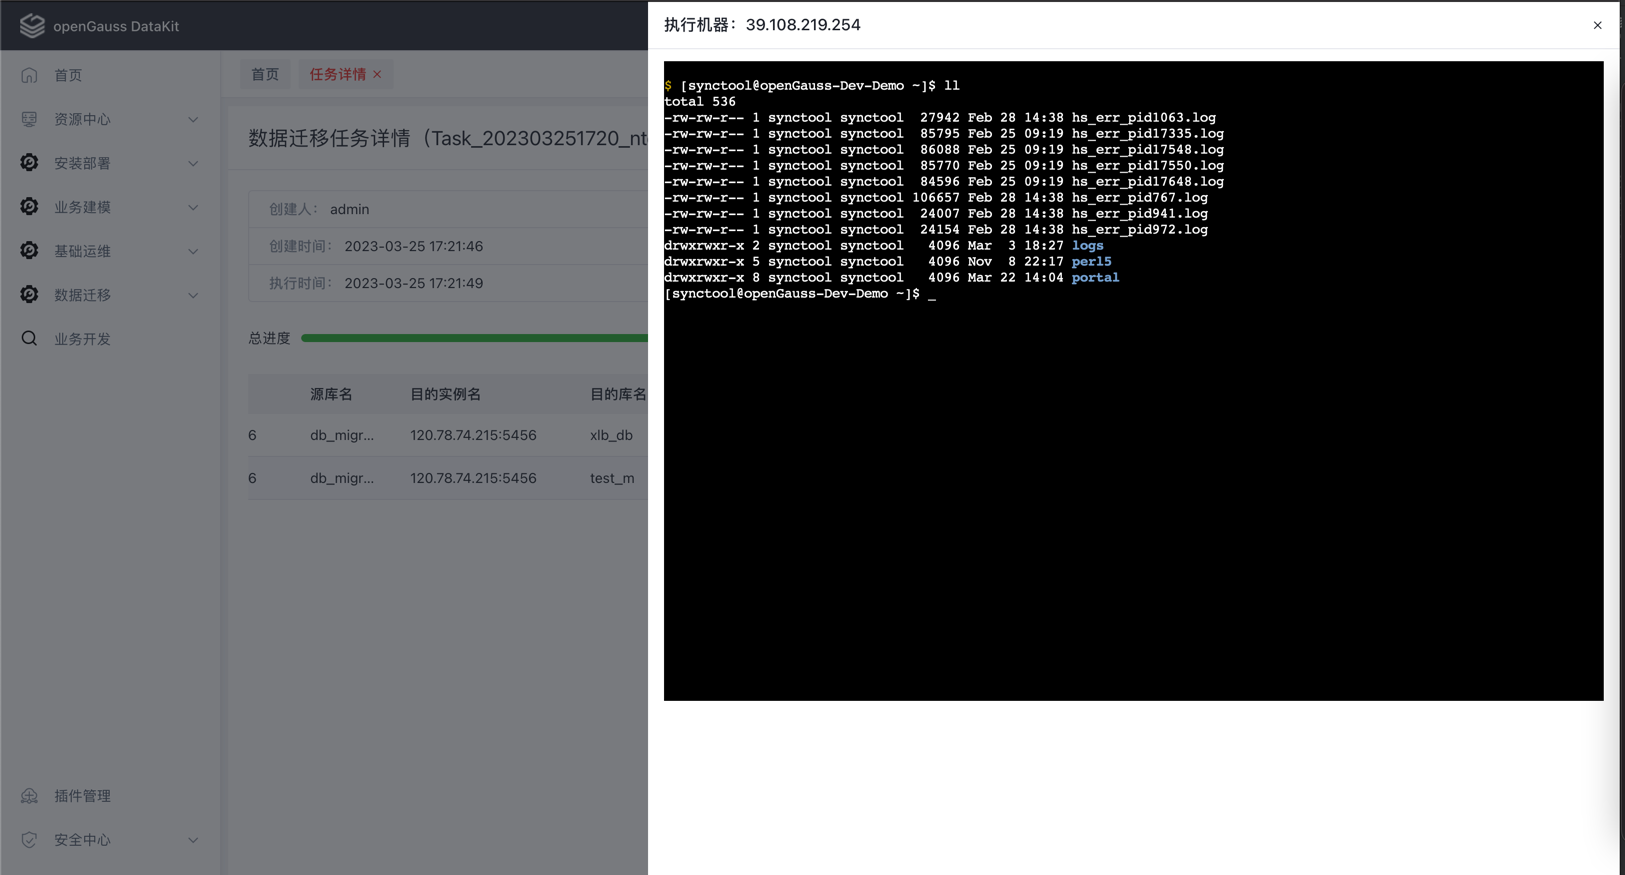 openGauss DataKit
首页
资源中心
安装部署
业务建模
基础运维
数据迁移
业务开发
插件管理
安全中心
首页
任务详情 ×
数据迁移任务详情（Task_202303251720_nt
创建人： admin
创建时间： 2023-03-25 17:21:46
执行时间： 2023-03-25 17:21:49
总进度
源库名 目的实例名 目的库名
6 db_migr... 120.78.74.215:5456 xlb_db
6 db_migr... 120.78.74.215:5456 test_m
执行机器：39.108.219.254 ×
$ [synctool@openGauss-Dev-Demo ~]$ ll
total 536
-rw-rw-r-- 1 synctool synctool  27942 Feb 28 14:38 hs_err_pid1063.log
-rw-rw-r-- 1 synctool synctool  85795 Feb 25 09:19 hs_err_pid17335.log
-rw-rw-r-- 1 synctool synctool  86088 Feb 25 09:19 hs_err_pid17548.log
-rw-rw-r-- 1 synctool synctool  85770 Feb 25 09:19 hs_err_pid17550.log
-rw-rw-r-- 1 synctool synctool  84596 Feb 25 09:19 hs_err_pid17648.log
-rw-rw-r-- 1 synctool synctool 106657 Feb 28 14:38 hs_err_pid767.log
-rw-rw-r-- 1 synctool synctool  24007 Feb 28 14:38 hs_err_pid941.log
-rw-rw-r-- 1 synctool synctool  24154 Feb 28 14:38 hs_err_pid972.log
drwxrwxr-x 2 synctool synctool   4096 Mar  3 18:27 logs
drwxrwxr-x 5 synctool synctool   4096 Nov  8 22:17 perl5
drwxrwxr-x 8 synctool synctool   4096 Mar 22 14:04 portal
[synctool@openGauss-Dev-Demo ~]$ _